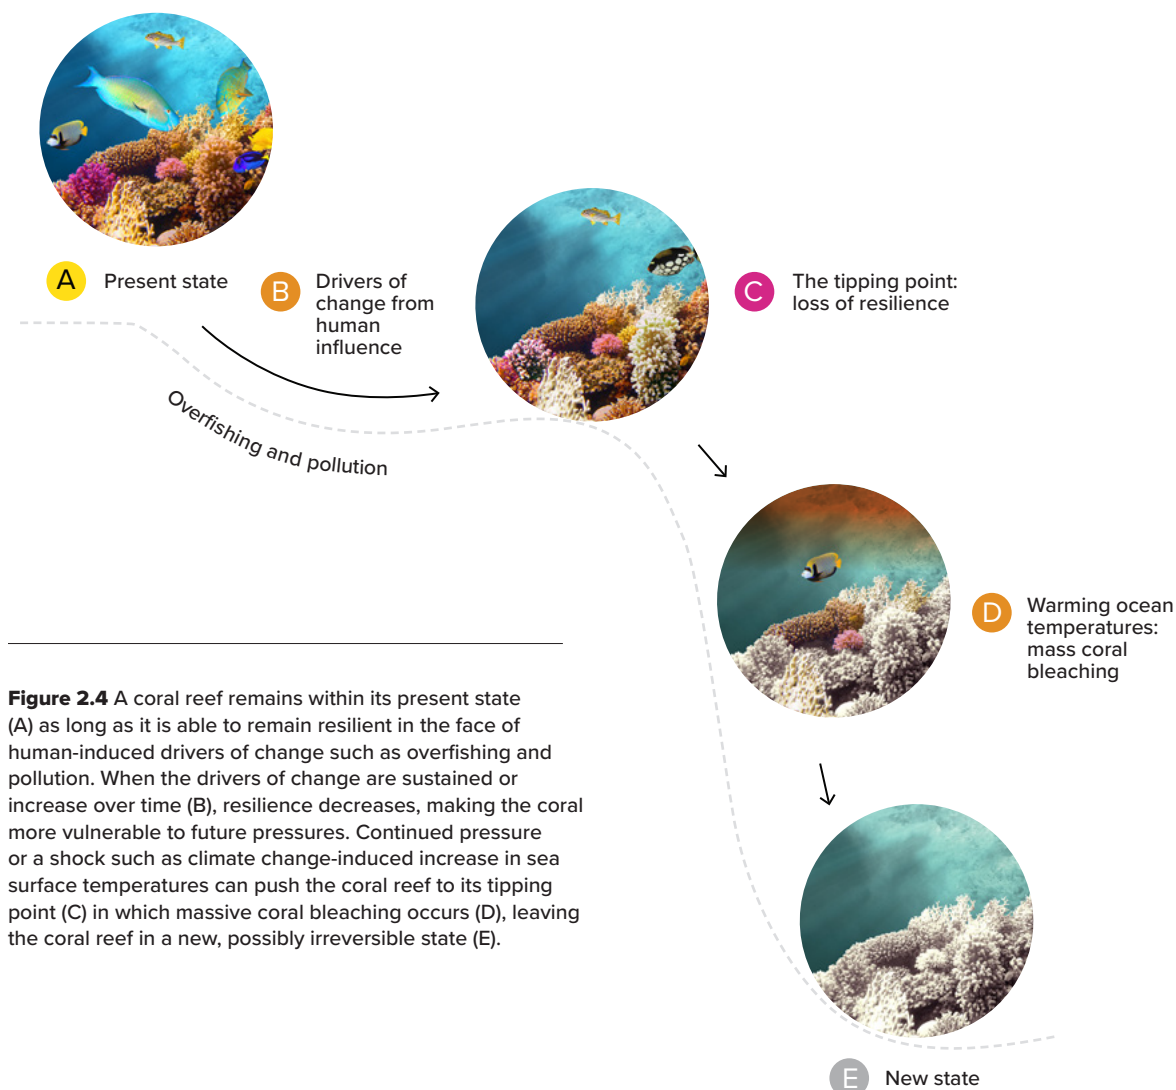 A
Present state
B
Drivers of
change from
human
influence
C
The tipping point:
loss of resilience
Overfishing and pollution
D
Warming ocean
temperatures:
mass coral
bleaching
Figure 2.4 A coral reef remains within its present state
(A) as long as it is able to remain resilient in the face of
human-induced drivers of change such as overfishing and
pollution. When the drivers of change are sustained or
increase over time (B), resilience decreases, making the coral
more vulnerable to future pressures. Continued pressure
or a shock such as climate change-induced increase in sea
surface temperatures can push the coral reef to its tipping
point (C) in which massive coral bleaching occurs (D), leaving
the coral reef in a new, possibly irreversible state (E).
E
New state